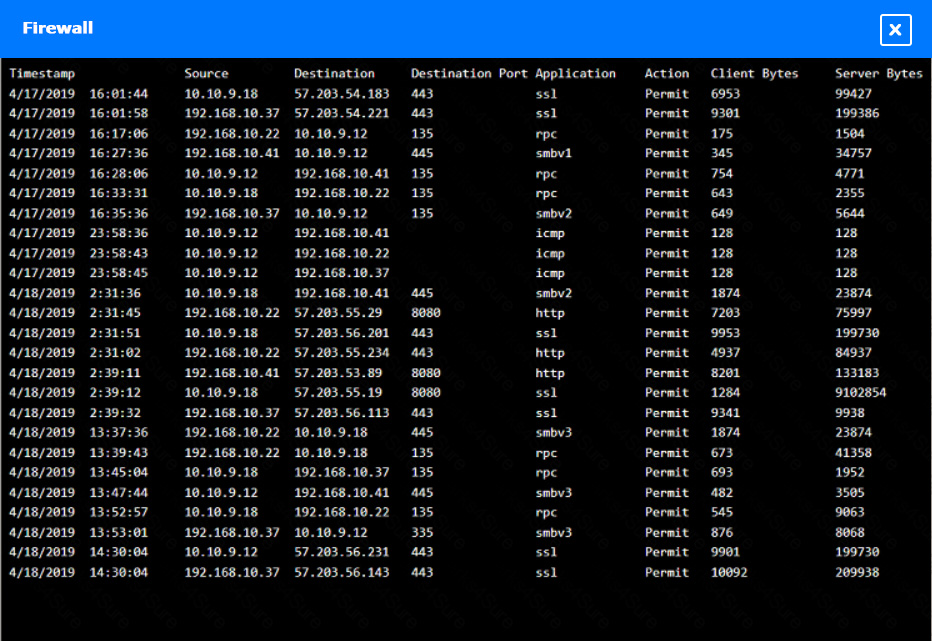 Firewall
Timestamp Source Destination Destination Port Application Action Client Bytes Server Bytes
4/17/2019 16:01:44 10.10.9.18 57.203.54.183 443 ssl Permit 6953 99427
4/17/2019 16:01:58 192.168.10.37 57.203.54.221 443 ssl Permit 9301 199386
4/17/2019 16:17:06 192.168.10.22 10.10.9.12 135 rpc Permit 175 1504
4/17/2019 16:27:36 192.168.10.41 10.10.9.12 445 smbv1 Permit 345 34757
4/17/2019 16:28:06 10.10.9.12 192.168.10.41 135 rpc Permit 754 4771
4/17/2019 16:33:31 10.10.9.18 192.168.10.22 135 rpc Permit 643 2355
4/17/2019 16:35:36 192.168.10.37 10.10.9.12 135 smbv2 Permit 649 5644
4/17/2019 23:58:36 10.10.9.12 192.168.10.41 icmp Permit 128 128
4/17/2019 23:58:43 10.10.9.12 192.168.10.22 icmp Permit 128 128
4/17/2019 23:58:45 10.10.9.12 192.168.10.37 icmp Permit 128 128
4/18/2019 2:31:36 10.10.9.18 192.168.10.41 445 smbv2 Permit 1874 23874
4/18/2019 2:31:45 192.168.10.22 57.203.55.29 8080 http Permit 7203 75997
4/18/2019 2:31:51 10.10.9.18 57.203.56.201 443 ssl Permit 9953 199730
4/18/2019 2:31:02 192.168.10.22 57.203.55.234 443 http Permit 4937 84937
4/18/2019 2:39:11 192.168.10.41 57.203.53.89 8080 http Permit 8201 133183
4/18/2019 2:39:12 10.10.9.18 57.203.55.19 8080 ssl Permit 1284 9102854
4/18/2019 2:39:32 192.168.10.37 57.203.56.113 443 ssl Permit 9341 9938
4/18/2019 13:37:36 192.168.10.22 10.10.9.18 445 smbv3 Permit 1874 23874
4/18/2019 13:39:43 192.168.10.22 10.10.9.18 135 rpc Permit 673 41358
4/18/2019 13:45:04 10.10.9.18 192.168.10.37 135 rpc Permit 693 1952
4/18/2019 13:47:44 10.10.9.12 192.168.10.41 445 smbv3 Permit 482 3505
4/18/2019 13:52:57 10.10.9.18 192.168.10.22 135 rpc Permit 545 9063
4/18/2019 13:53:01 192.168.10.37 10.10.9.12 335 smbv3 Permit 876 8068
4/18/2019 14:30:04 10.10.9.12 57.203.56.231 443 ssl Permit 9901 199730
4/18/2019 14:30:04 192.168.10.37 57.203.56.143 443 ssl Permit 10092 209938